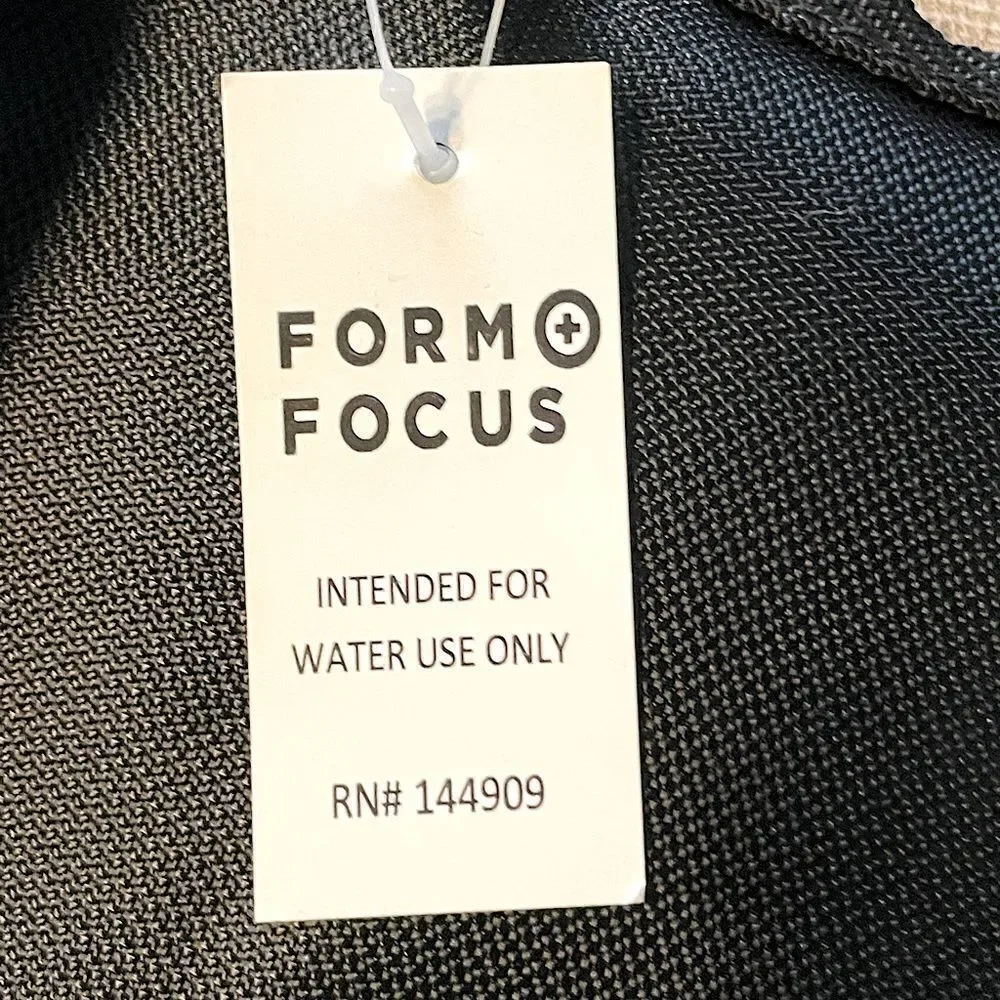 FORM +
FOCUS
INTENDED FOR
WATER USE ONLY
RN# 144909